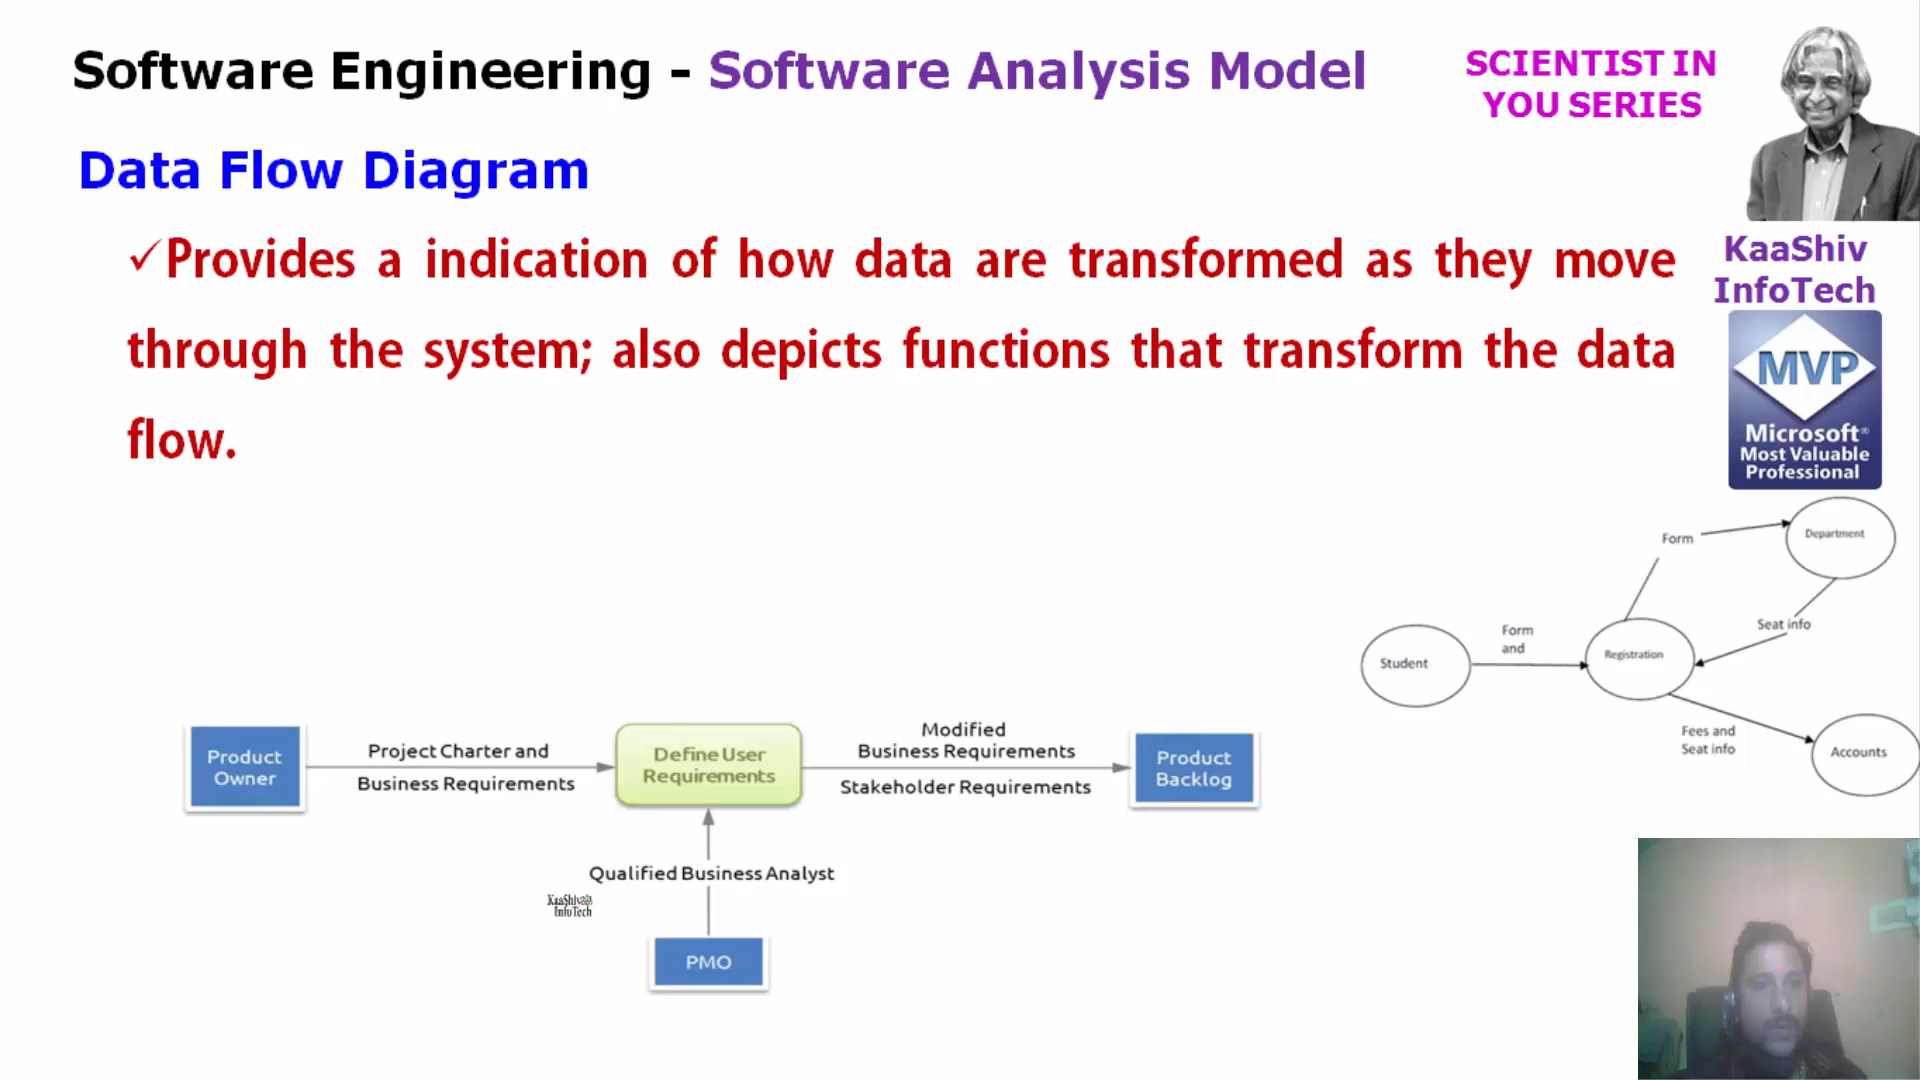 Software Engineering - Software Analysis Model
SCIENTIST IN
YOU SERIES
Data Flow Diagram
✓Provides a indication of how data are transformed as they move
through the system; also depicts functions that transform the data
flow.
KaaShiv
InfoTech
MVP
Microsoft®
Most Valuable
Professional
Form
Department
Seat info
Form
and
Student
Registration
Fees and
Seat info
Accounts
Product
Owner
Project Charter and
Business Requirements
Define User
Requirements
Modified
Business Requirements
Stakeholder Requirements
Product
Backlog
Qualified Business Analyst
KaaShiv
InfoTech
PMO